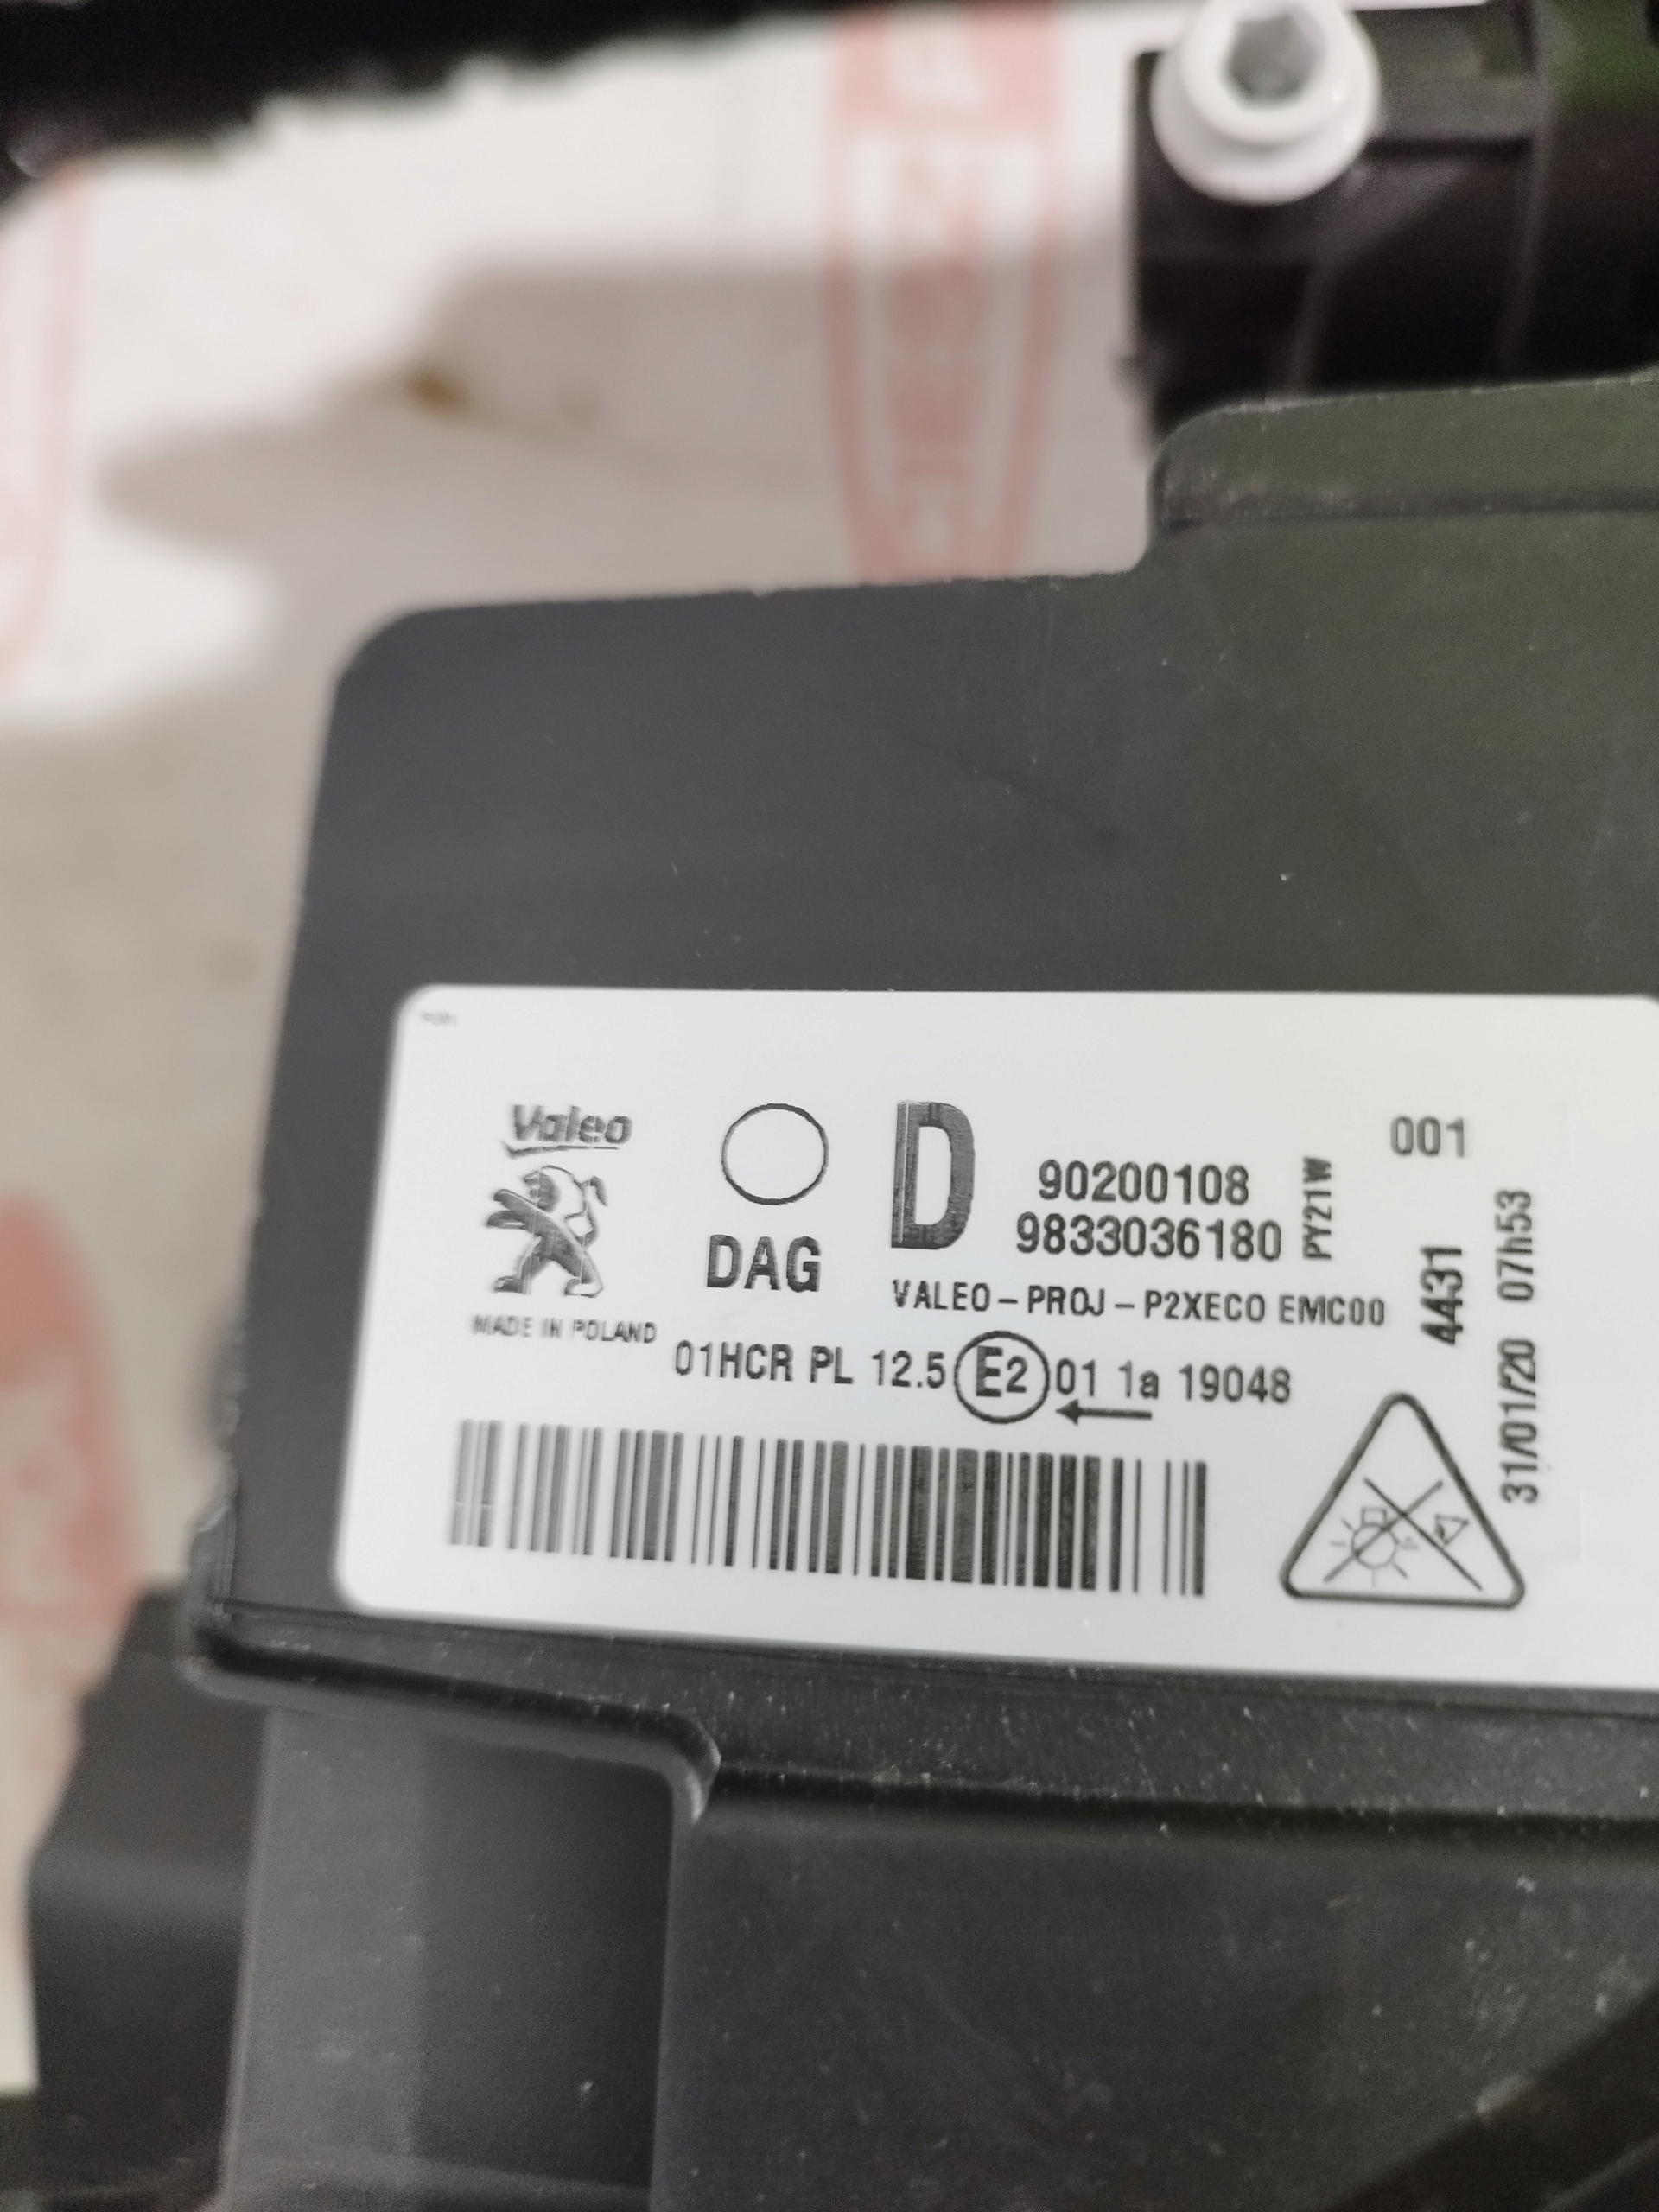 Valeo
MADE IN POLAND
DAG
D
90200108
9833036180
PY21W
001
VALEO-PROJ-P2XECO EMC00
01HCR PL 12.5 E2 01 1a 19048
4431
31/01/20 07h53